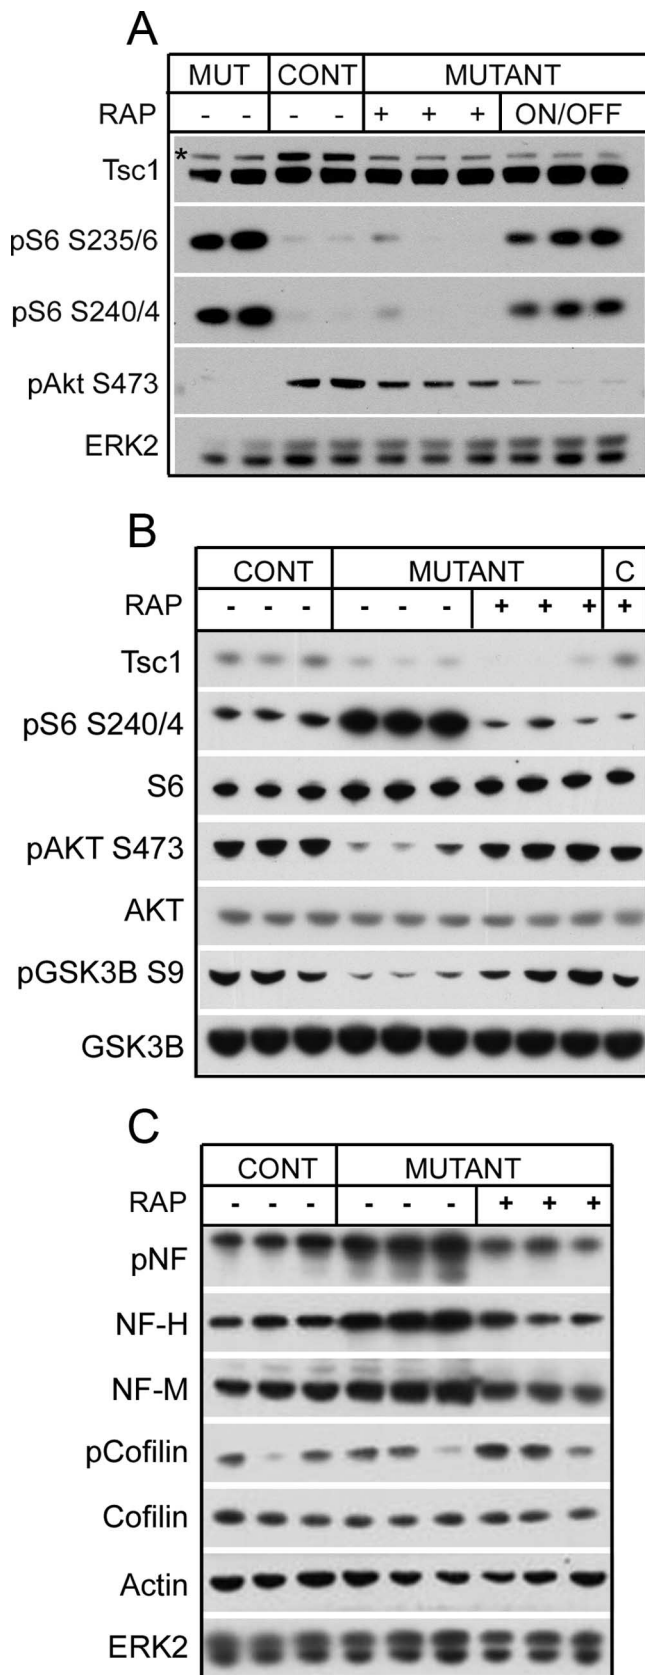 A
MUT CONT MUTANT
RAP - - - - + + + ON/OFF
* Tsc1
pS6 S235/6
pS6 S240/4
pAkt S473
ERK2
B
CONT MUTANT C
RAP - - - - - - + + + +
Tsc1
pS6 S240/4
S6
pAKT S473
AKT
pGSK3B S9
GSK3B
C
CONT MUTANT
RAP - - - - - - + + +
pNF
NF-H
NF-M
pCofilin
Cofilin
Actin
ERK2